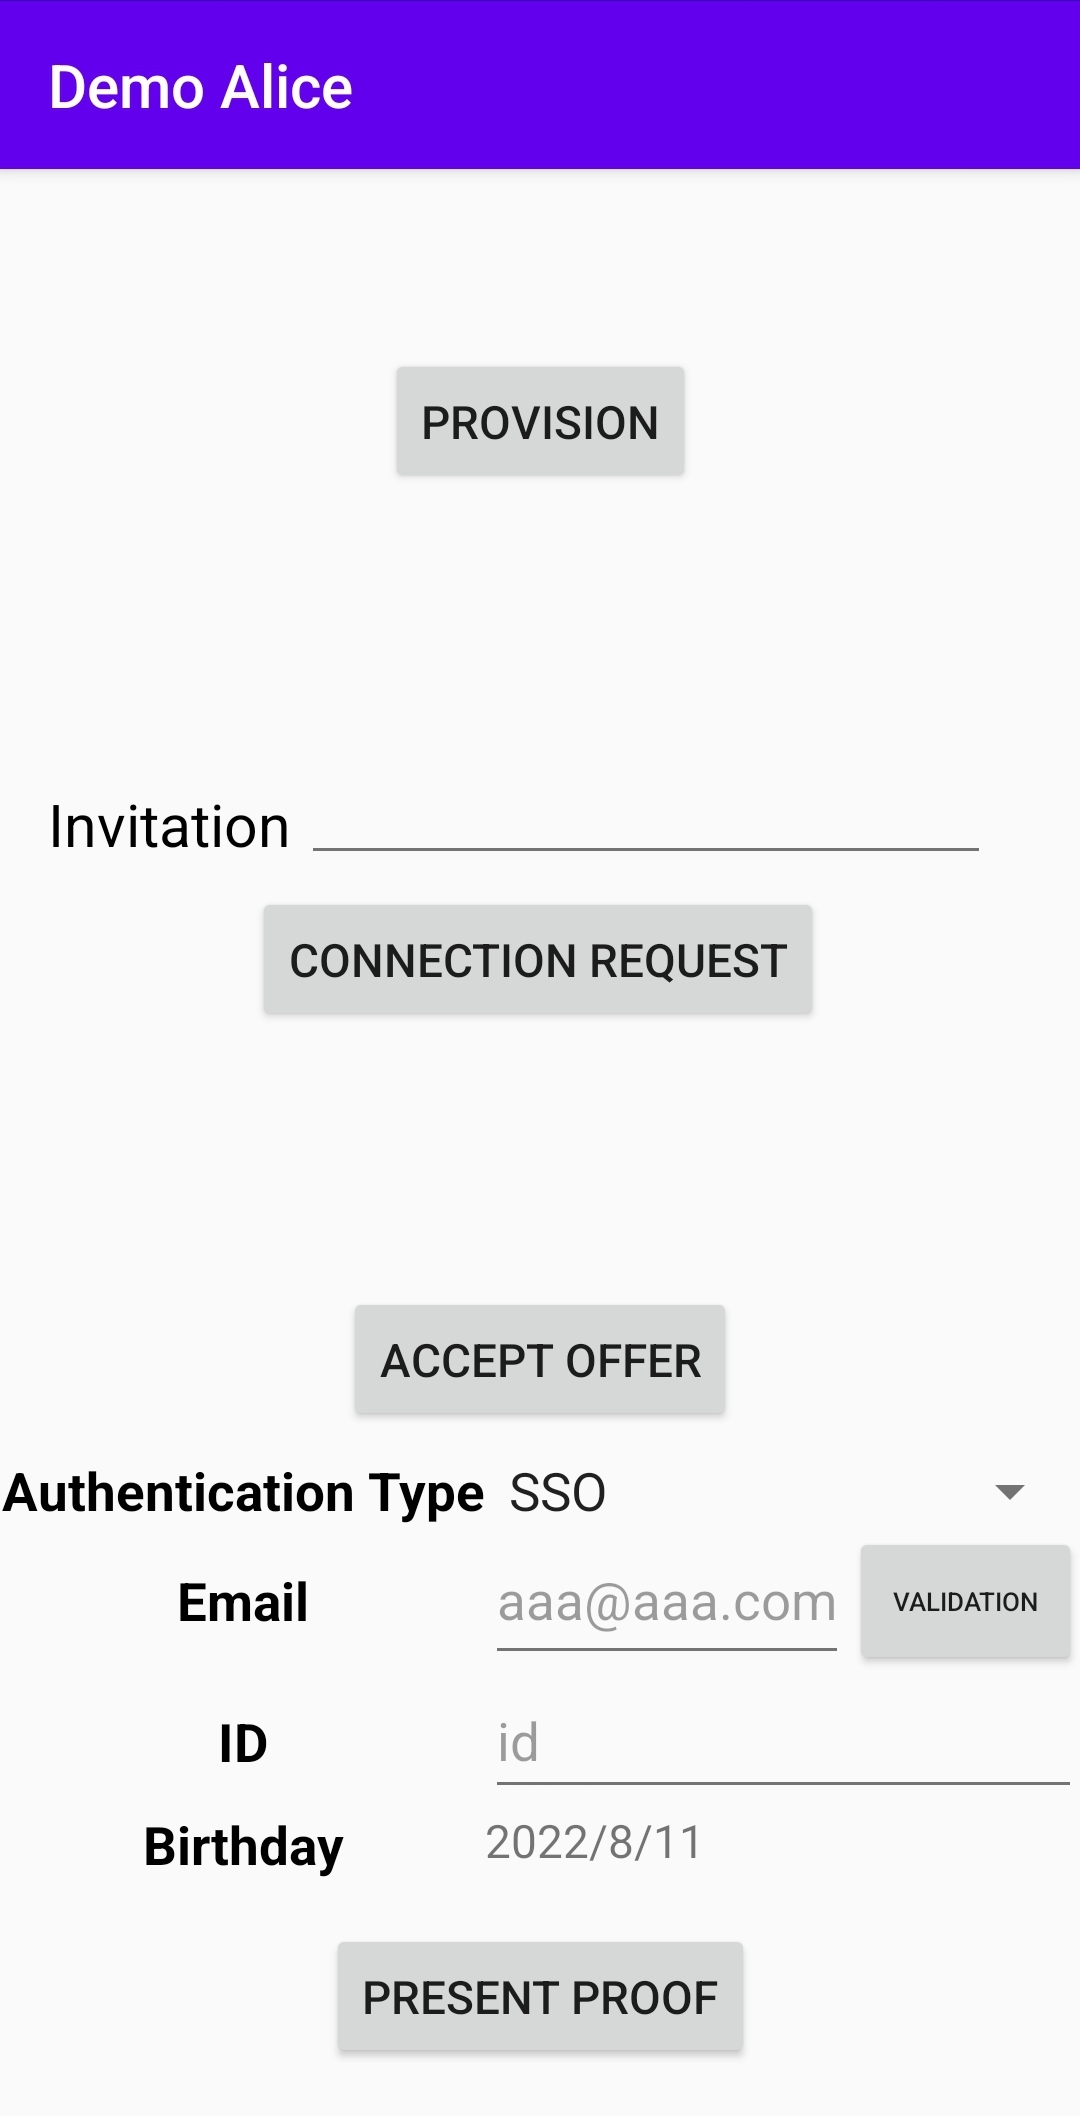 Demo Alice
PROVISION
Invitation
CONNECTION REQUEST
ACCEPT OFFER
Authentication Type SSO
Email aaa@aaa.com VALIDATION
ID id
Birthday 2022/8/11
PRESENT PROOF